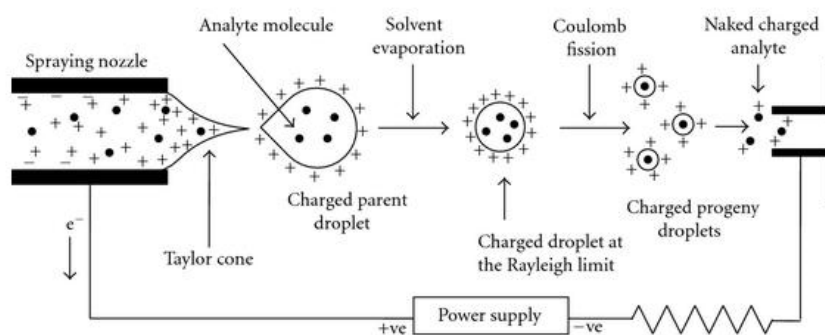 Spraying nozzle
Analyte molecule
Solvent
evaporation
Coulomb
fission
Naked charged
analyte
Charged parent
droplet
Charged droplet at
the Rayleigh limit
Charged progeny
droplets
Taylor cone
e⁻
+ve
Power supply
−ve